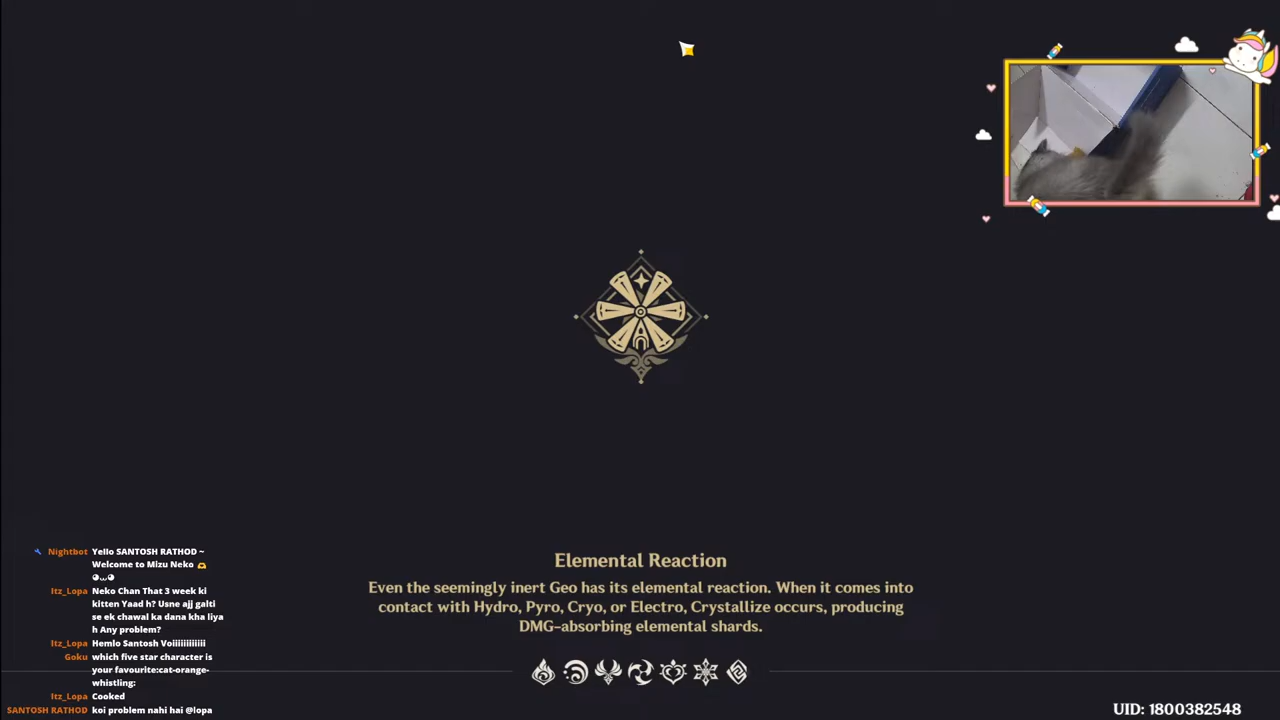 Nightbot Yello SANTOSH RATHOD ~
Welcome to Mizu Neko
Itz_Lopa Neko Chan That 3 week ki
kitten Yaad h? Usne ajj galti
se ek chawal ka dana kha liya
h Any problem?
Itz_Lopa Hemlo Santosh Voiiiiiiiiiiii
Goku which five star character is
your favourite:cat-orange-
whistling:
Itz_Lopa Cooked
SANTOSH RATHOD koi problem nahi hai @lopa
Elemental Reaction
Even the seemingly inert Geo has its elemental reaction. When it comes into
contact with Hydro, Pyro, Cryo, or Electro, Crystallize occurs, producing
DMG-absorbing elemental shards.
UID: 1800382548